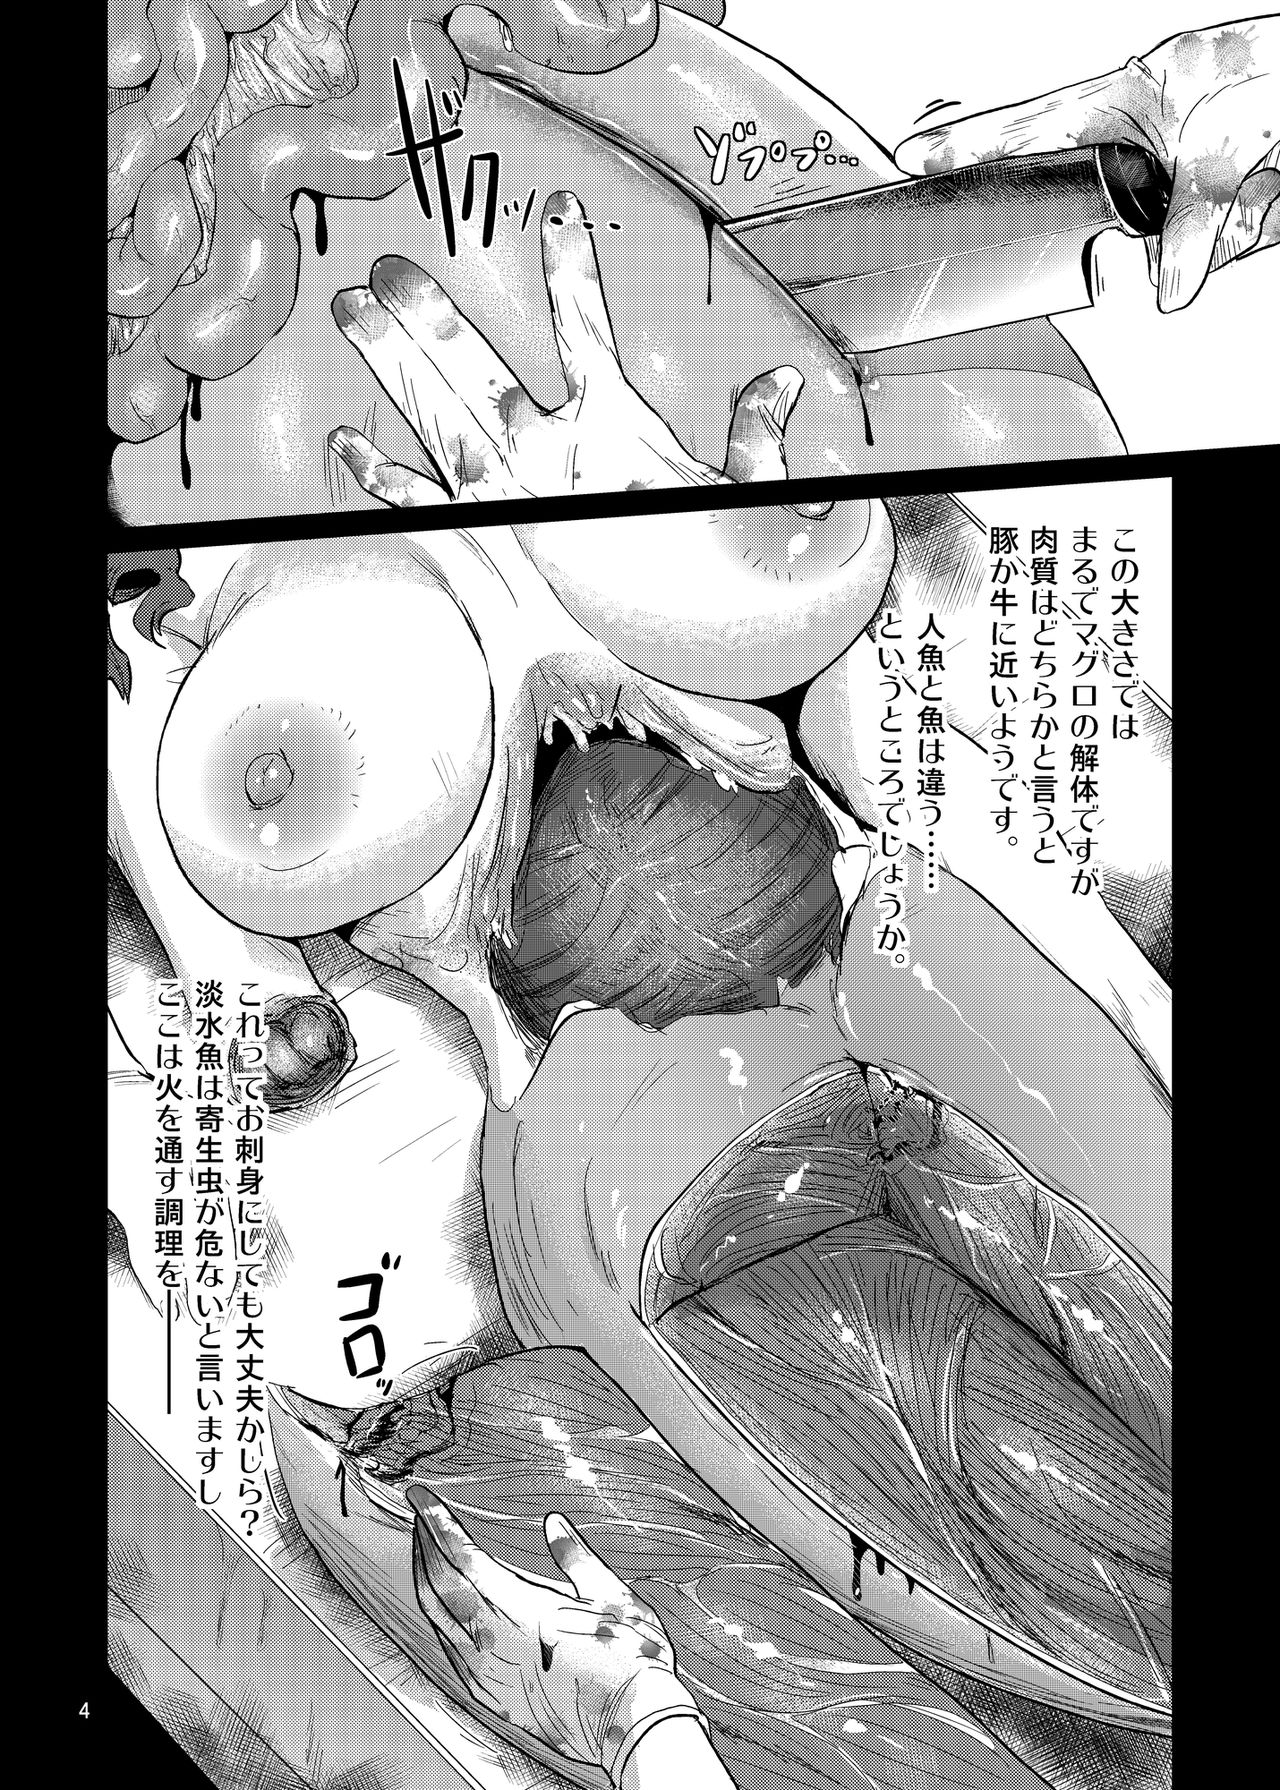 ゾププ…
ザクッ…
この大きさでは
まるでマグロの解体ですが
肉質はどちらかと言うと
豚か牛に近いようです。
人魚と魚は違う……
というところでしょうか。
これってお刺身にしても大丈夫かしら?
淡水魚は寄生虫が危ないと言いますし
ここは火を通す調理を――
ゴロッ
4